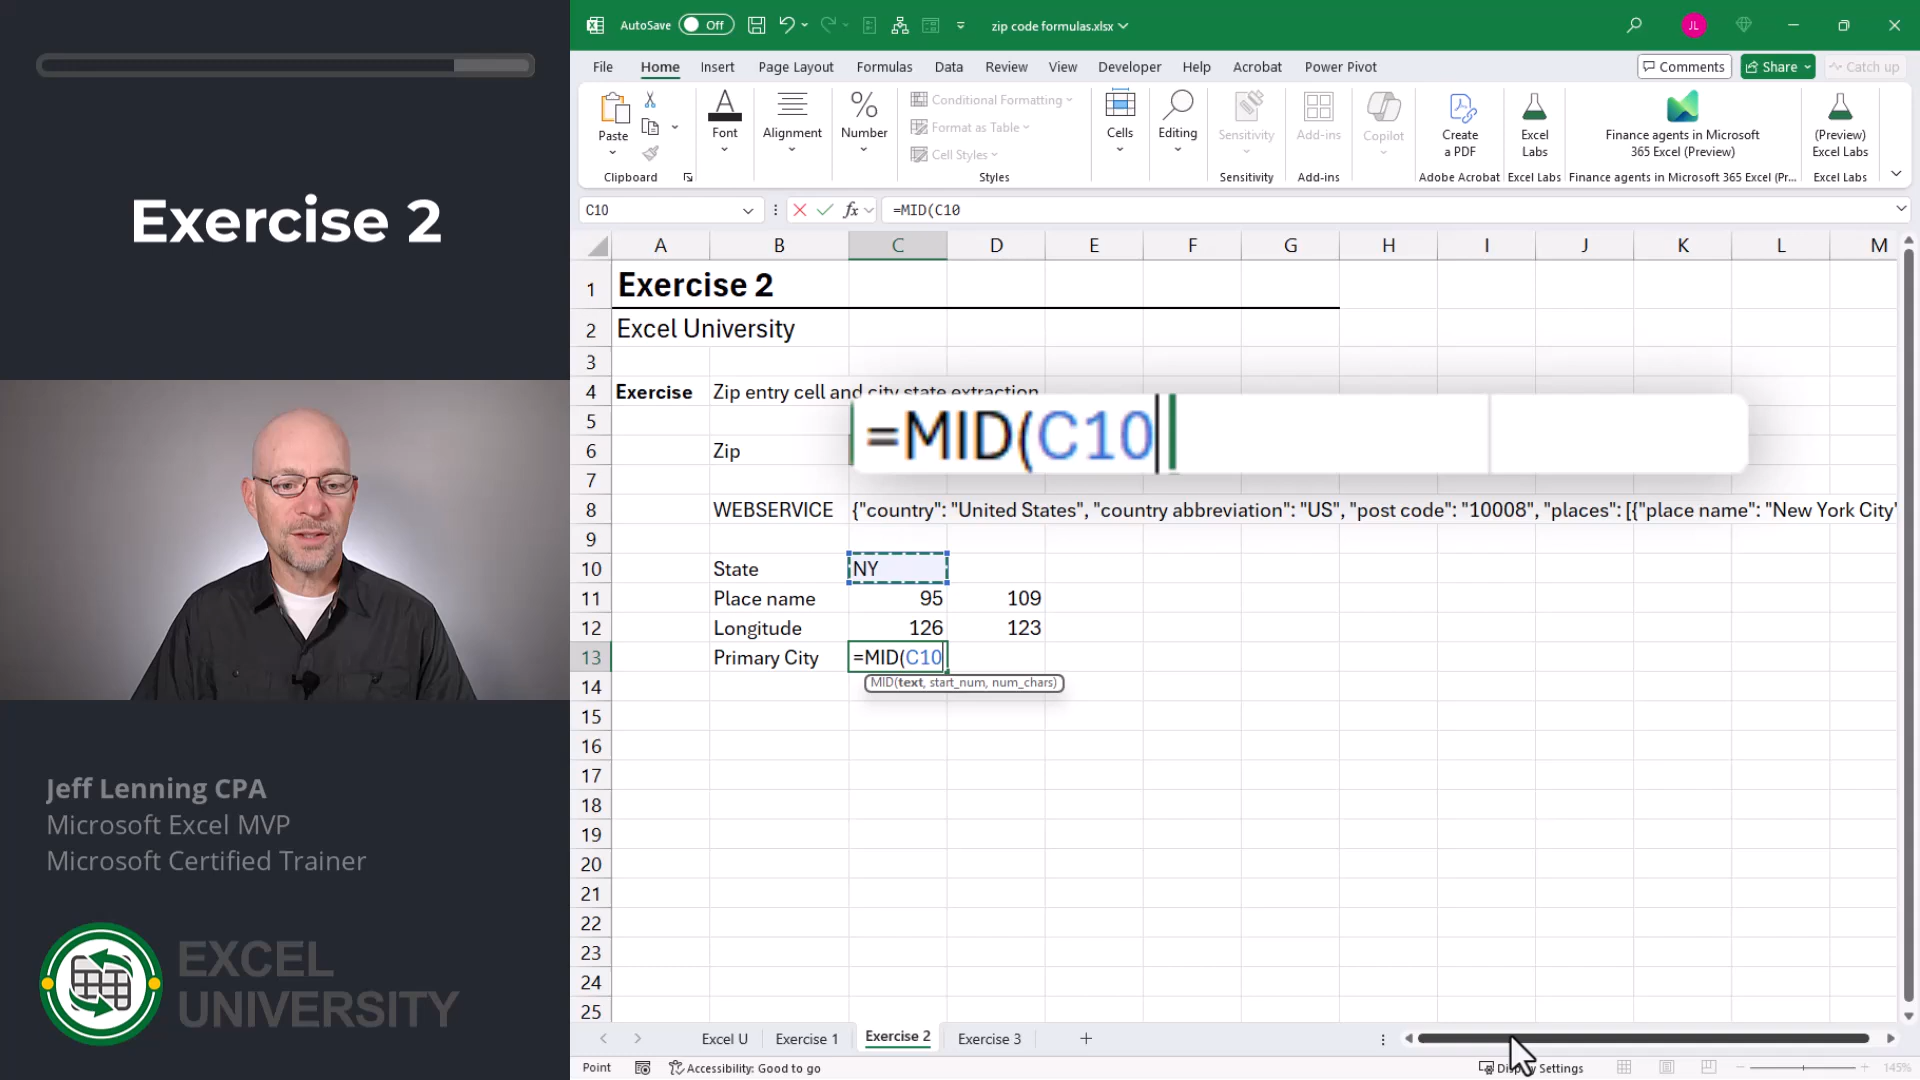 Exercise 2
Jeff Lenning CPA
Microsoft Excel MVP
Microsoft Certified Trainer
EXCEL
UNIVERSITY
AutoSave Off zip code formulas.xlsx JL
File Home Insert Page Layout Formulas Data Review View Developer Help Acrobat Power Pivot Comments Share Catch up
Paste Font Alignment Number Conditional Formatting Format as Table Cell Styles Cells Editing Sensitivity Add-ins Copilot Create a PDF Excel Labs Finance agents in Microsoft 365 Excel (Preview) (Preview) Excel Labs
Clipboard Styles Sensitivity Add-ins Adobe Acrobat Excel Labs Finance agents in Microsoft 365 Excel (Pr... Excel Labs
C10 fx =MID(C10
A B C D E F G H I J K L M
1 Exercise 2
2 Excel University
3
4 Exercise Zip entry cell and city state extraction
=MID(C10
5
6 Zip
7
8 WEBSERVICE {"country": "United States", "country abbreviation": "US", "post code": "10008", "places": [{"place name": "New York City"
9
10 State NY
11 Place name 95 109
12 Longitude 126 123
13 Primary City =MID(C10
MID(text, start_num, num_chars)
14
15
16
17
18
19
20
21
22
23
24
25
Excel U Exercise 1 Exercise 2 Exercise 3
Point Accessibility: Good to go Settings 145%